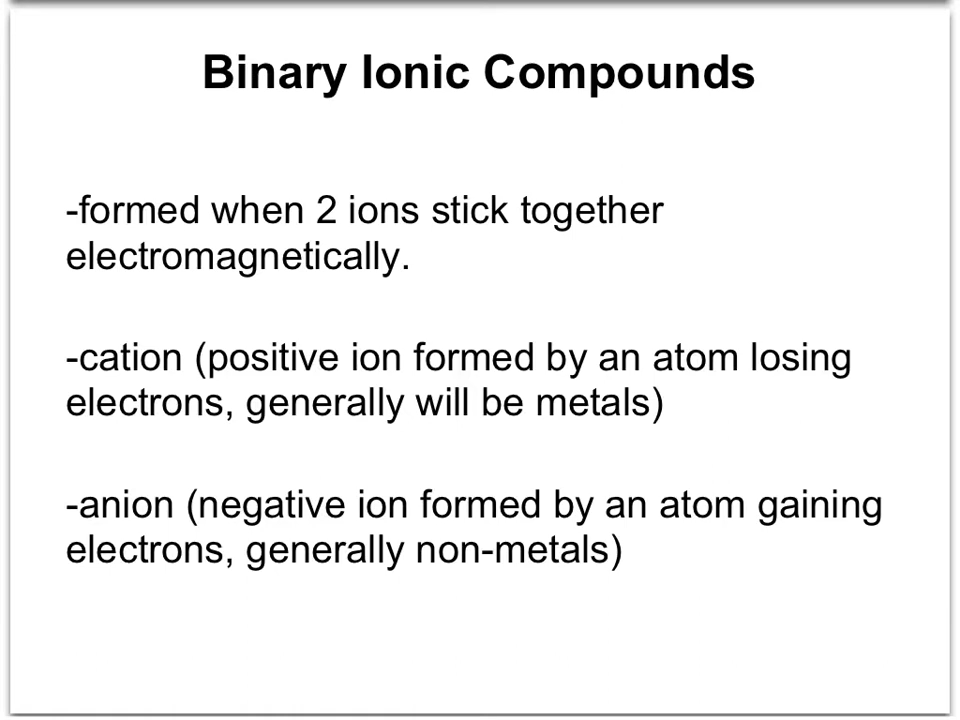 Binary Ionic Compounds
-formed when 2 ions stick together
electromagnetically.
-cation (positive ion formed by an atom losing
electrons, generally will be metals)
-anion (negative ion formed by an atom gaining
electrons, generally non-metals)